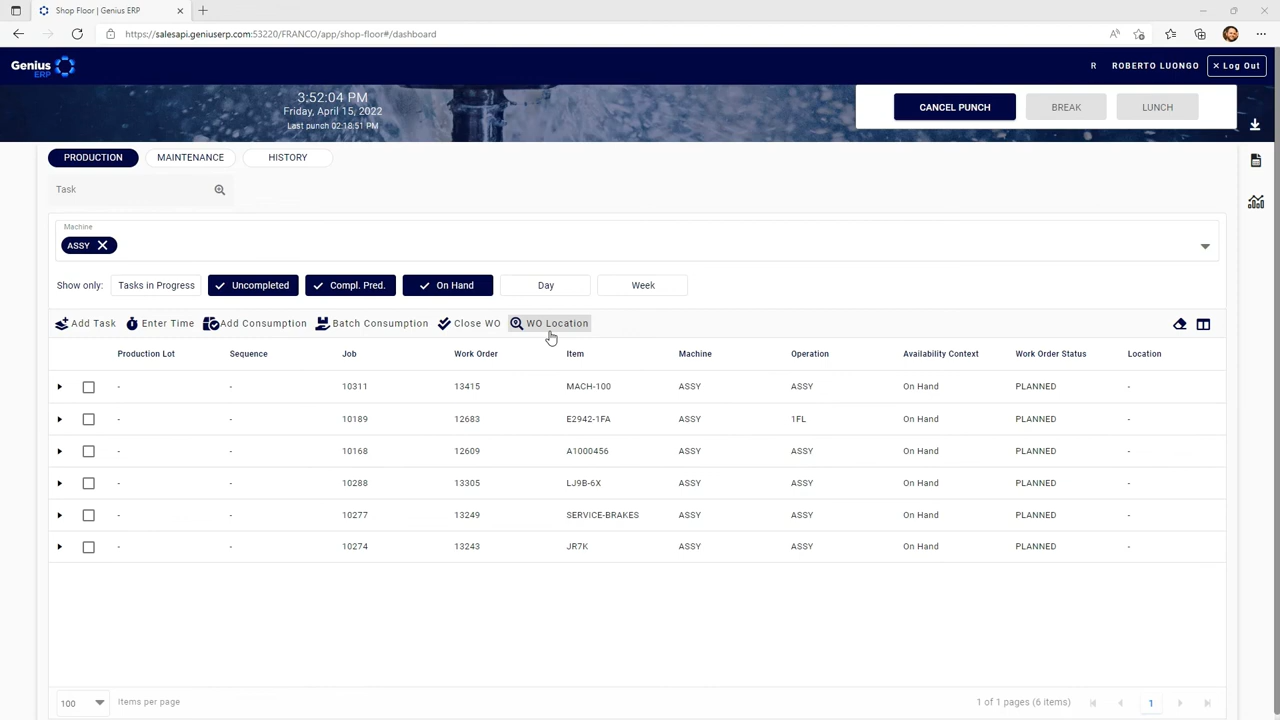 Shop Floor | Genius ERP
https://salesapi.geniuserp.com:53220/FRANCO/app/shop-floor#/dashboard
Genius ERP
R ROBERTO LUONGO × Log Out
3:52:04 PM
Friday, April 15, 2022
Last punch 02:18:51 PM
CANCEL PUNCH BREAK LUNCH
PRODUCTION MAINTENANCE HISTORY
Task
Machine
ASSY
Show only: Tasks in Progress Uncompleted Compl. Pred. On Hand Day Week
Add Task Enter Time Add Consumption Batch Consumption Close WO WO Location
Production Lot Sequence Job Work Order Item Machine Operation Availability Context Work Order Status Location
- - 10311 13415 MACH-100 ASSY ASSY On Hand PLANNED -
- - 10189 12683 E2942-1FA ASSY 1FL On Hand PLANNED -
- - 10168 12609 A1000456 ASSY ASSY On Hand PLANNED -
- - 10288 13305 LJ9B-6X ASSY ASSY On Hand PLANNED -
- - 10277 13249 SERVICE-BRAKES ASSY ASSY On Hand PLANNED -
- - 10274 13243 JR7K ASSY ASSY On Hand PLANNED -
100 Items per page 1 of 1 pages (6 items) 1